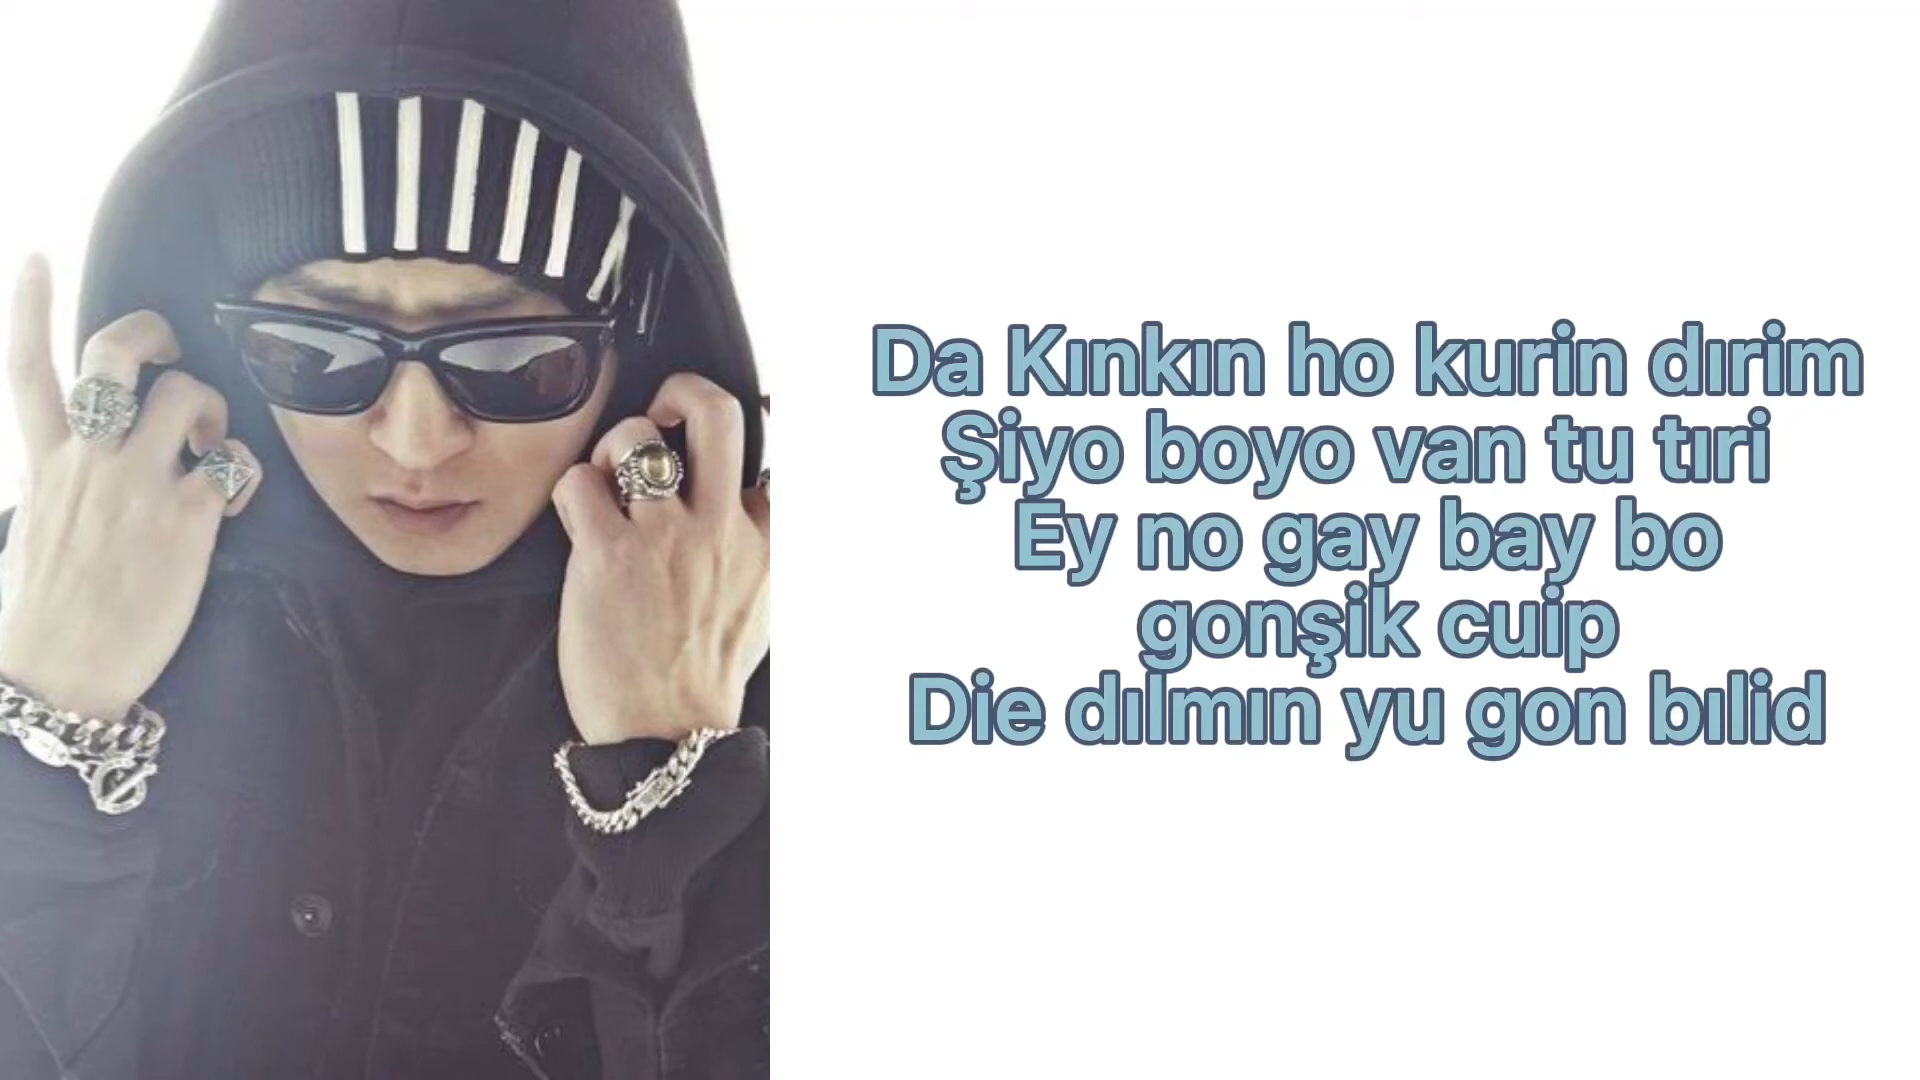 Da Kınkın ho kurin dırim
Şiyo boyo van tu tıri
Ey no gay bay bo
gonşik cuip
Die dılmın yu gon bılid